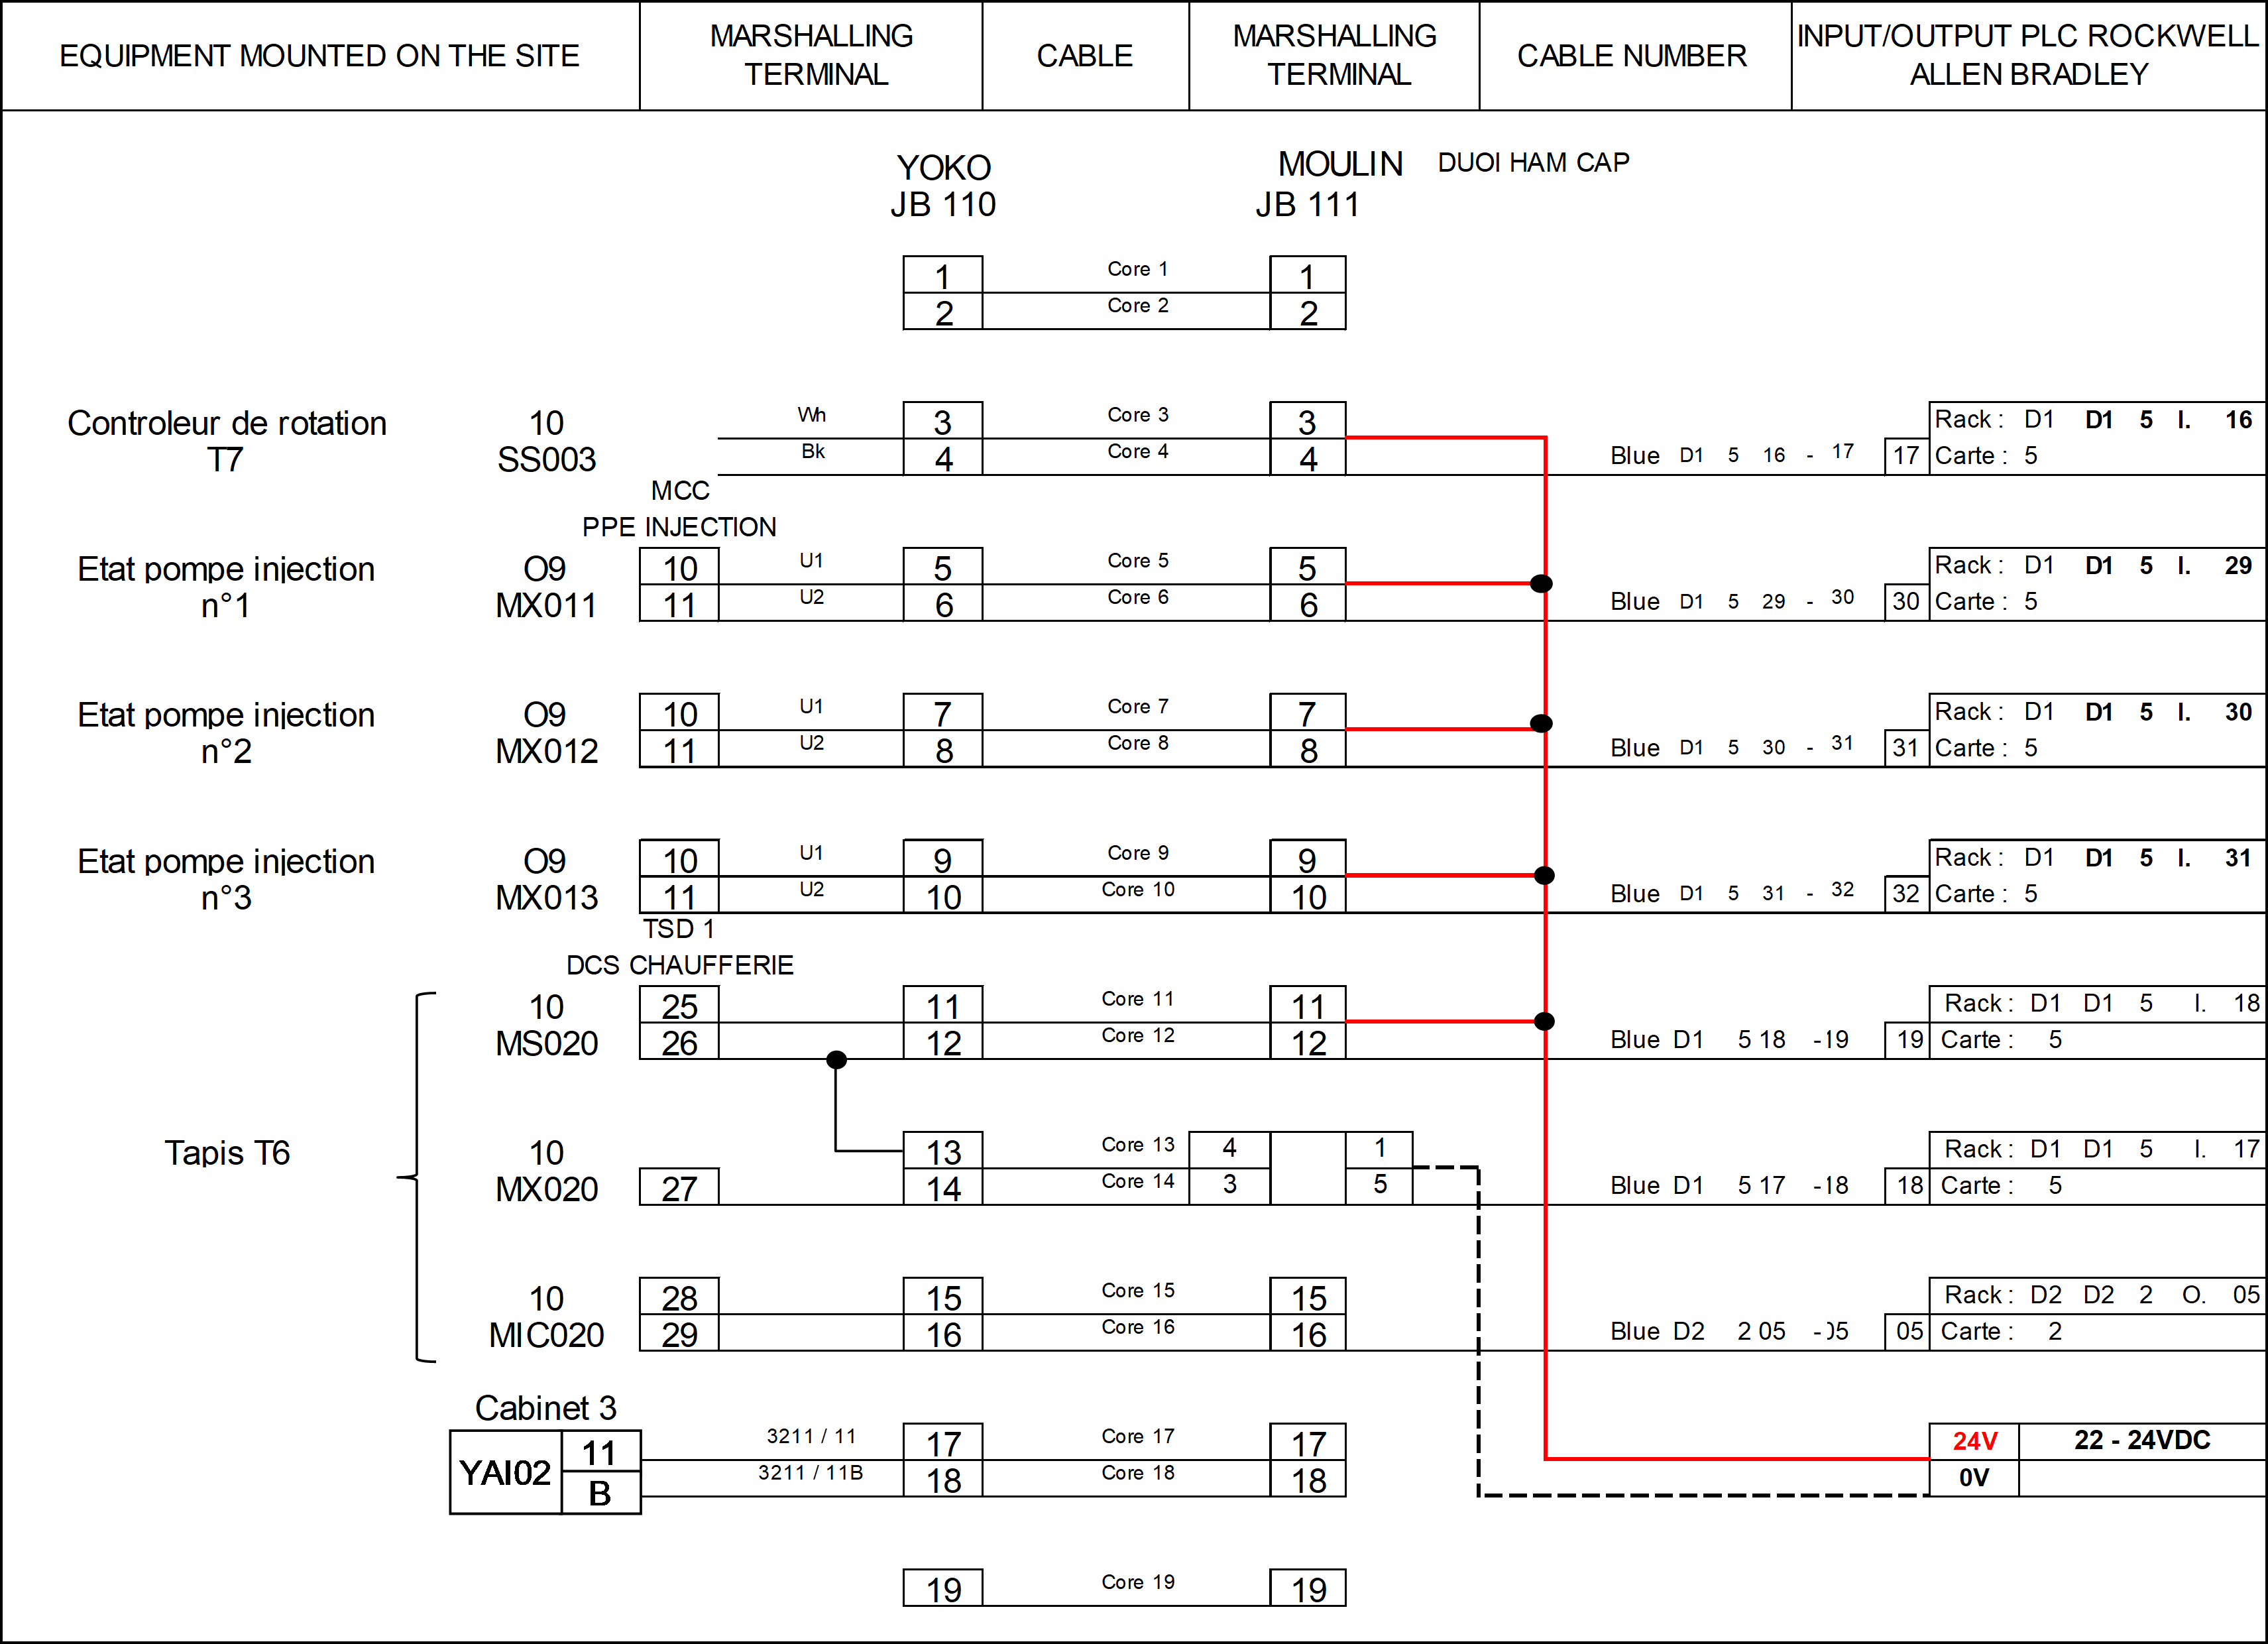 EQUIPMENT MOUNTED ON THE SITE
MARSHALLING
TERMINAL
CABLE
MARSHALLING
TERMINAL
CABLE NUMBER
INPUT/OUTPUT PLC ROCKWELL
ALLEN BRADLEY
YOKO
JB 110
MOULIN
JB 111
DUOI HAM CAP
1 Core 1 1
2 Core 2 2
Controleur de rotation 10 Wh 3 Core 3 3 Rack : D1 D1 5 I. 16
T7 SS003 Bk 4 Core 4 4 Blue D1 5 16 - 17 17 Carte : 5
MCC
PPE INJECTION
Etat pompe injection O9 10 U1 5 Core 5 5 Rack : D1 D1 5 I. 29
n°1 MX011 11 U2 6 Core 6 6 Blue D1 5 29 - 30 30 Carte : 5
Etat pompe injection O9 10 U1 7 Core 7 7 Rack : D1 D1 5 I. 30
n°2 MX012 11 U2 8 Core 8 8 Blue D1 5 30 - 31 31 Carte : 5
Etat pompe injection O9 10 U1 9 Core 9 9 Rack : D1 D1 5 I. 31
n°3 MX013 11 U2 10 Core 10 10 Blue D1 5 31 - 32 32 Carte : 5
TSD 1
DCS CHAUFFERIE
10 25 11 Core 11 11 Rack : D1 D1 5 I. 18
MS020 26 12 Core 12 12 Blue D1 5 18 -19 19 Carte : 5
Tapis T6 10 13 Core 13 4 1 Rack : D1 D1 5 I. 17
MX020 27 14 Core 14 3 5 Blue D1 5 17 -18 18 Carte : 5
10 28 15 Core 15 15 Rack : D2 D2 2 O. 05
MIC020 29 16 Core 16 16 Blue D2 2 05 -05 05 Carte : 2
Cabinet 3
YAI02 11 3211 / 11 17 Core 17 17 24V 22 - 24VDC
B 3211 / 11B 18 Core 18 18 0V
19 Core 19 19